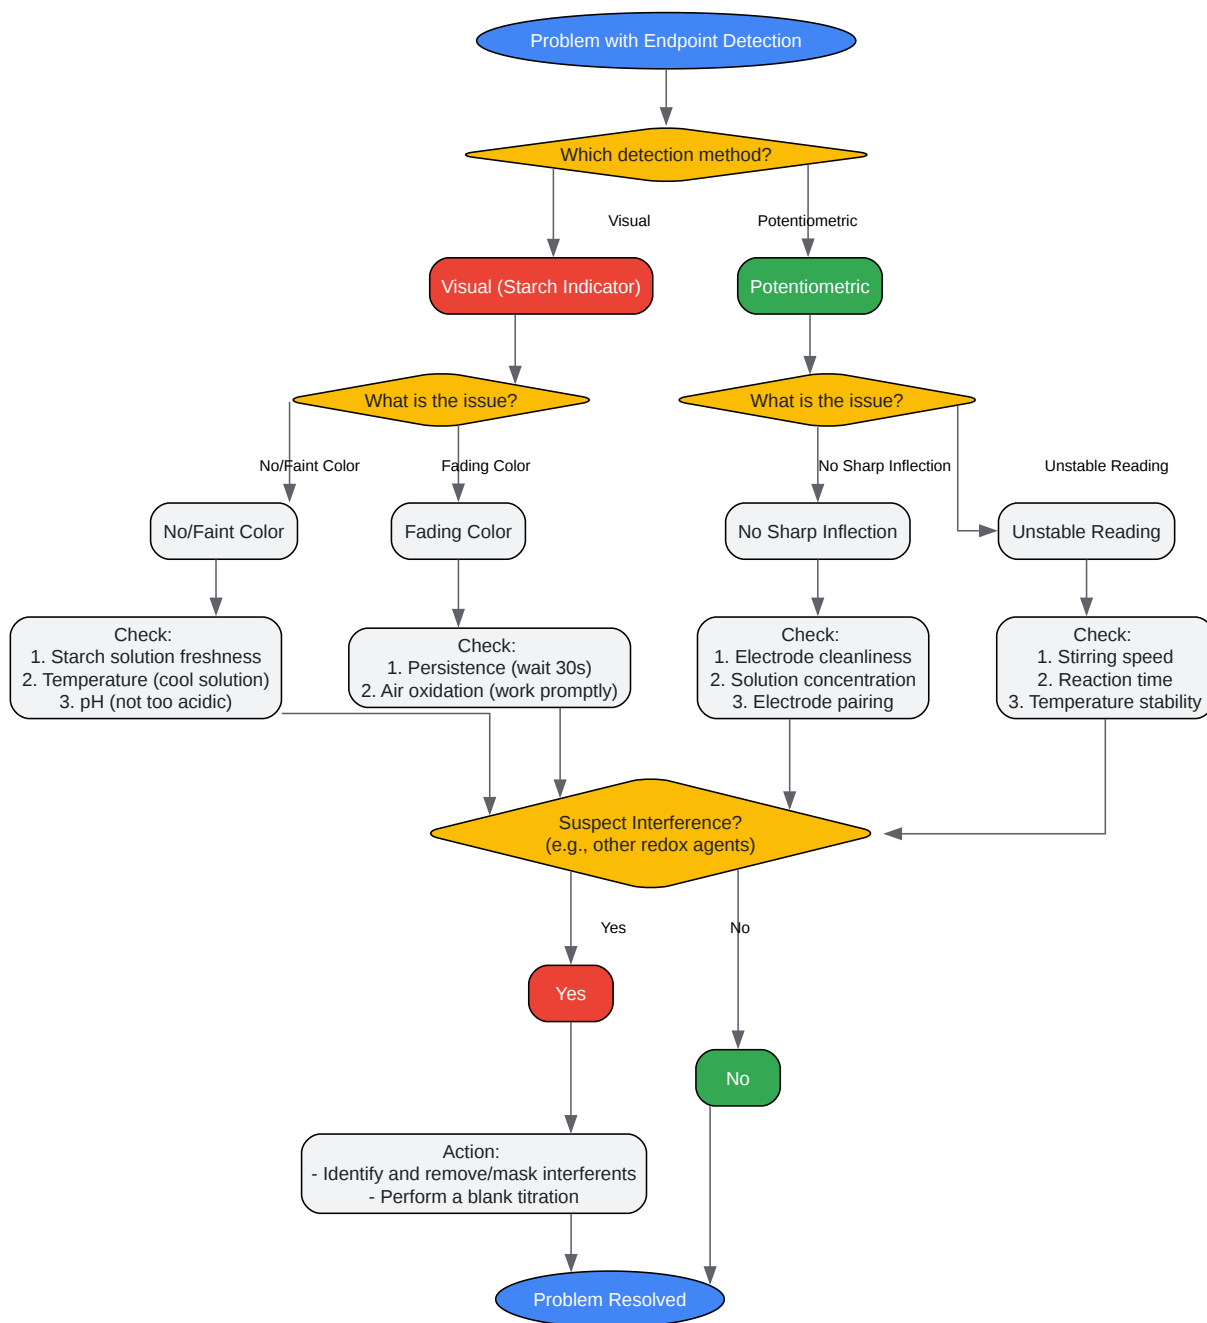 Problem with Endpoint Detection
Which detection method?
Visual
Potentiometric
Visual (Starch Indicator)
Potentiometric
What is the issue?
What is the issue?
No/Faint Color
Fading Color
No Sharp Inflection
Unstable Reading
No/Faint Color
Fading Color
No Sharp Inflection
Unstable Reading
Check:
1. Starch solution freshness
2. Temperature (cool solution)
3. pH (not too acidic)
Check:
1. Persistence (wait 30s)
2. Air oxidation (work promptly)
Check:
1. Electrode cleanliness
2. Solution concentration
3. Electrode pairing
Check:
1. Stirring speed
2. Reaction time
3. Temperature stability
Suspect Interference?
(e.g., other redox agents)
Yes
No
Yes
No
Action:
- Identify and remove/mask interferents
- Perform a blank titration
Problem Resolved